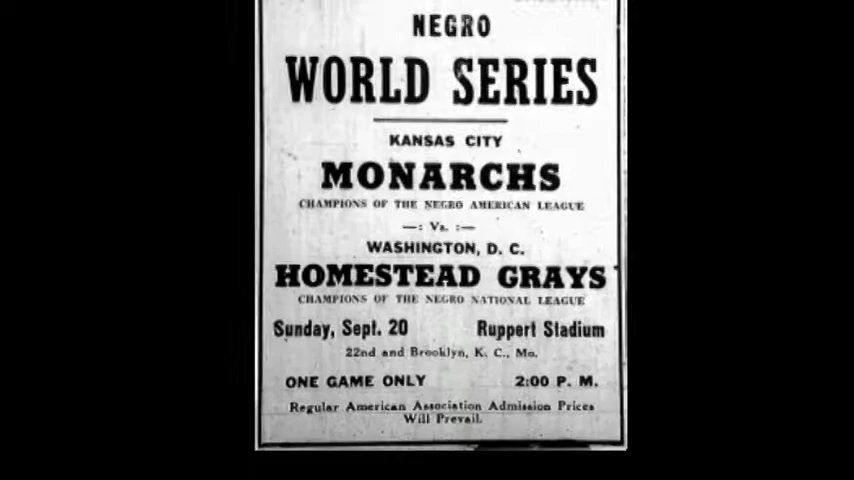 NEGRO
WORLD SERIES
KANSAS CITY
MONARCHS
CHAMPIONS OF THE NEGRO AMERICAN LEAGUE
—: Vs. :—
WASHINGTON, D. C.
HOMESTEAD GRAYS
CHAMPIONS OF THE NEGRO NATIONAL LEAGUE
Sunday, Sept. 20 Ruppert Stadium
22nd and Brooklyn, K. C., Mo.
ONE GAME ONLY 2:00 P. M.
Regular American Association Admission Prices
Will Prevail.